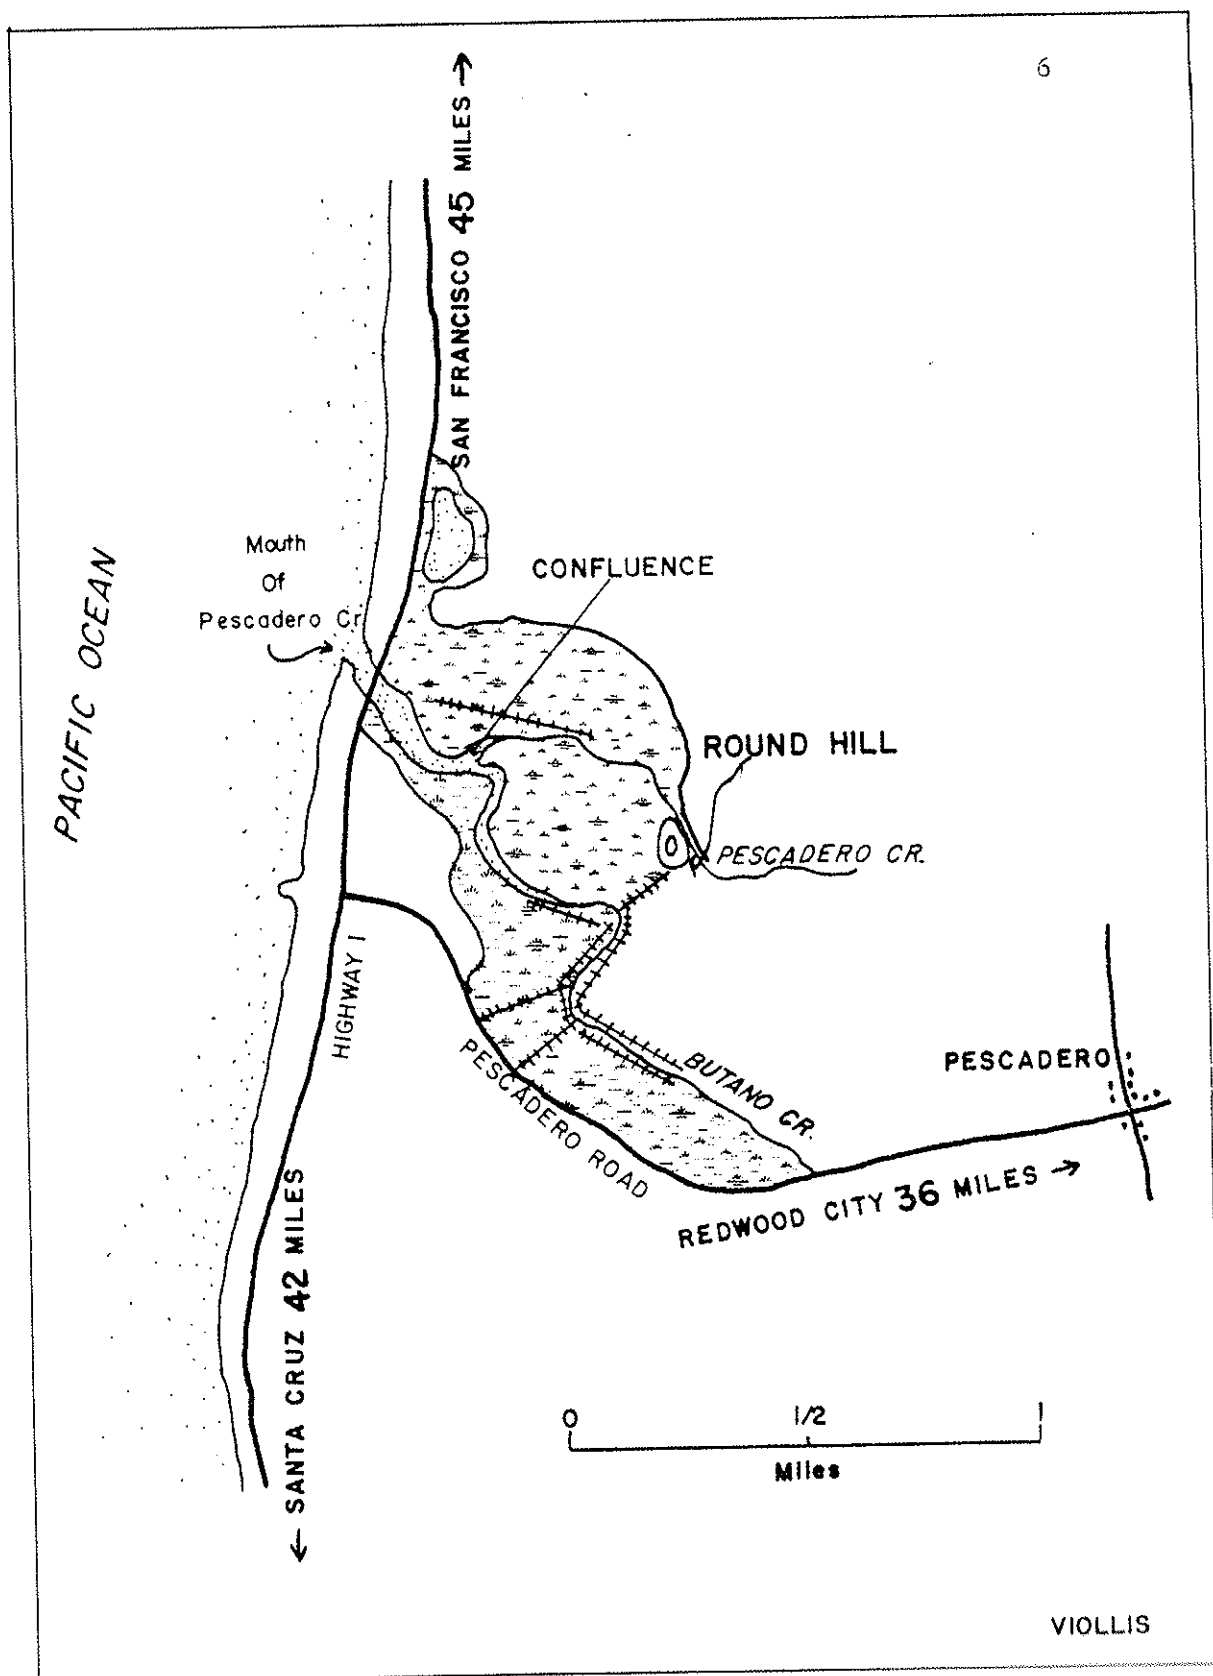 6
SAN FRANCISCO 45 MILES →
Mouth
Of
Pescadero Cr.
CONFLUENCE
PACIFIC OCEAN
ROUND HILL
PESCADERO CR.
HIGHWAY 1
PESCADERO ROAD
BUTANO CR.
PESCADERO
REDWOOD CITY 36 MILES →
← SANTA CRUZ 42 MILES
0 1/2 1
Miles
VIOLLIS